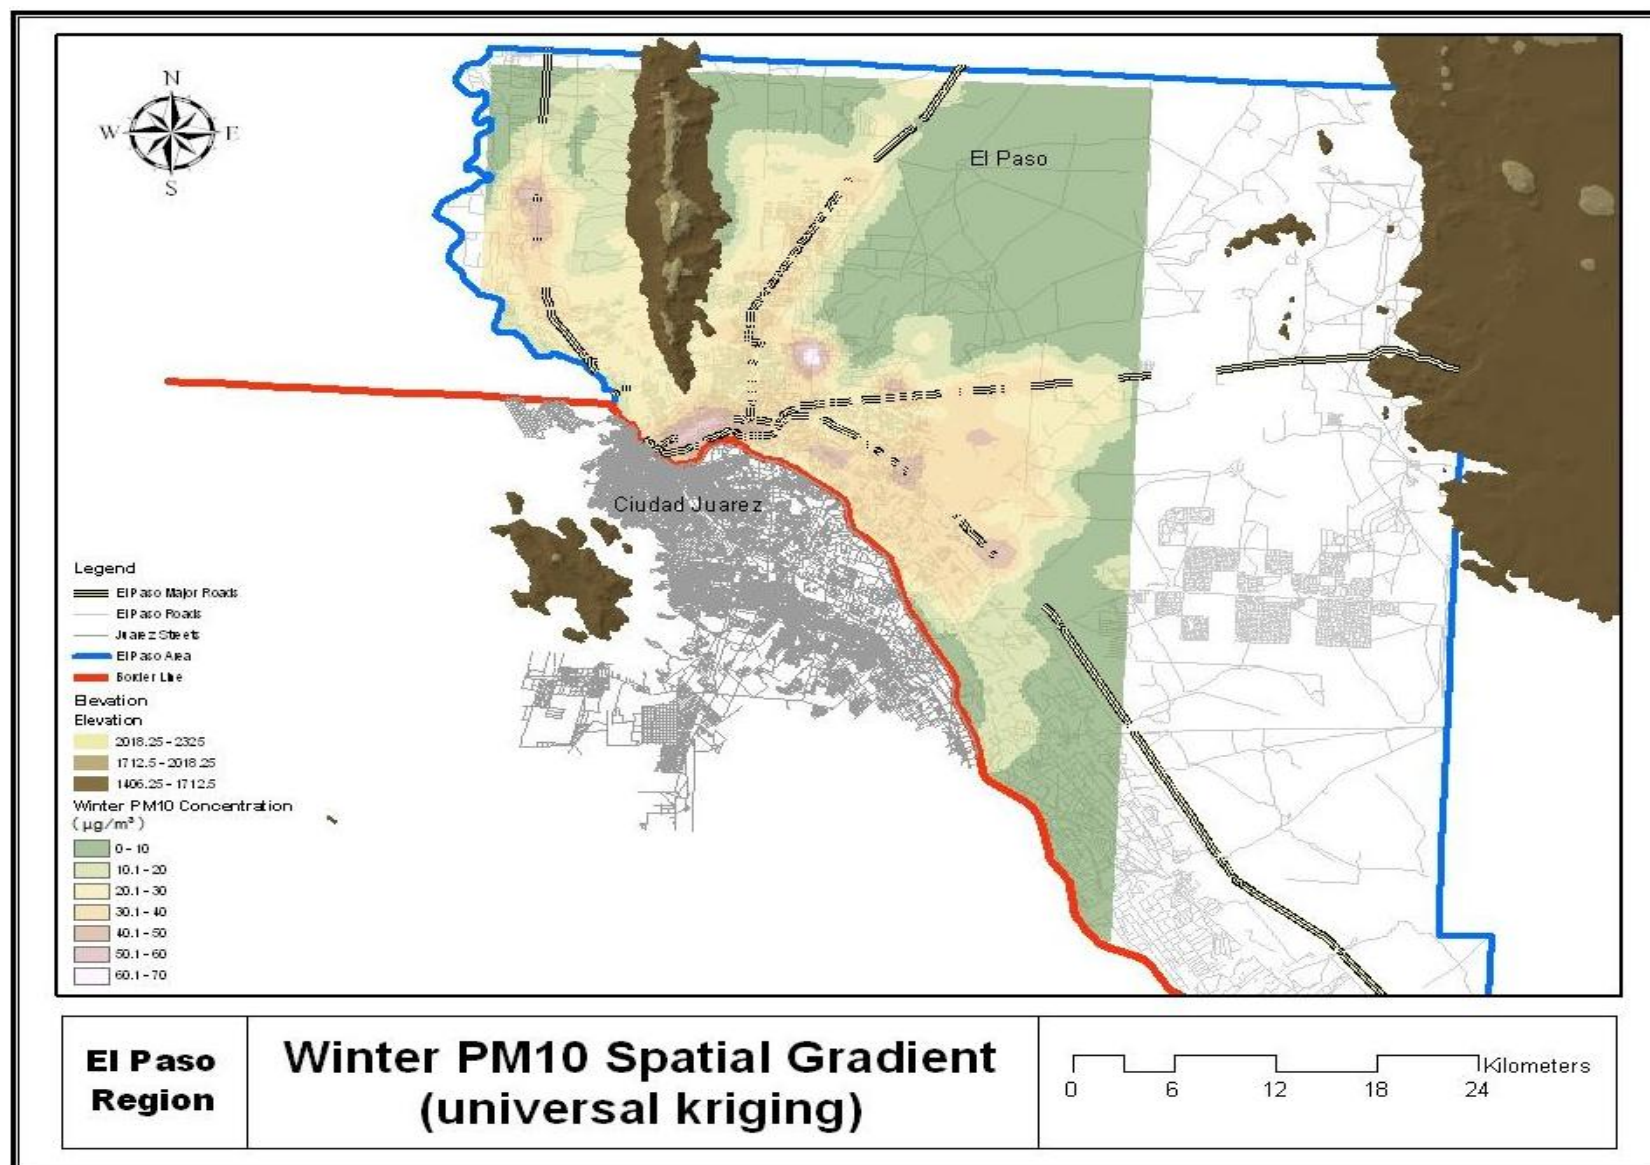 N
W
E
S
El Paso
Ciudad Juarez
Legend
El Paso Major Roads
El Paso Roads
Juarez Streets
El Paso Area
Border Line
Elevation
Elevation
2018.25 - 2325
1712.5 - 2018.25
1406.25 - 1712.5
Winter PM10 Concentration
( µg/m³ )
0 - 10
10.1 - 20
20.1 - 30
30.1 - 40
40.1 - 50
50.1 - 60
60.1 - 70
El Paso
Region
Winter PM10 Spatial Gradient
(universal kriging)
Kilometers
0 6 12 18 24